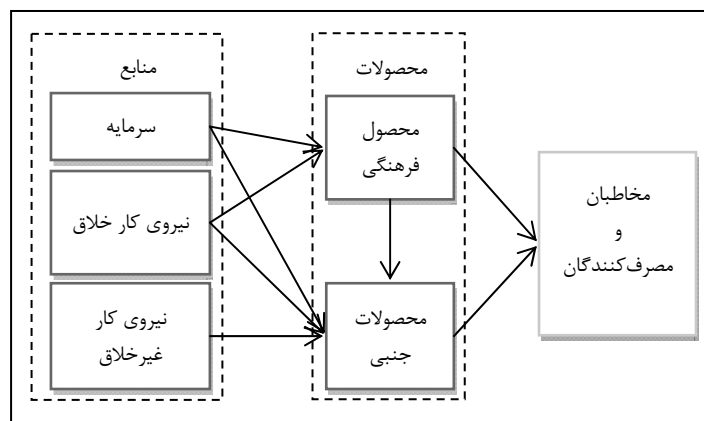 منابع
سرمایه
نیروی کار خلاق
نیروی کار
غیرخلاق
محصولات
محصول
فرهنگی
محصولات
جنبی
مخاطبان
و
مصرف‌کنندگان